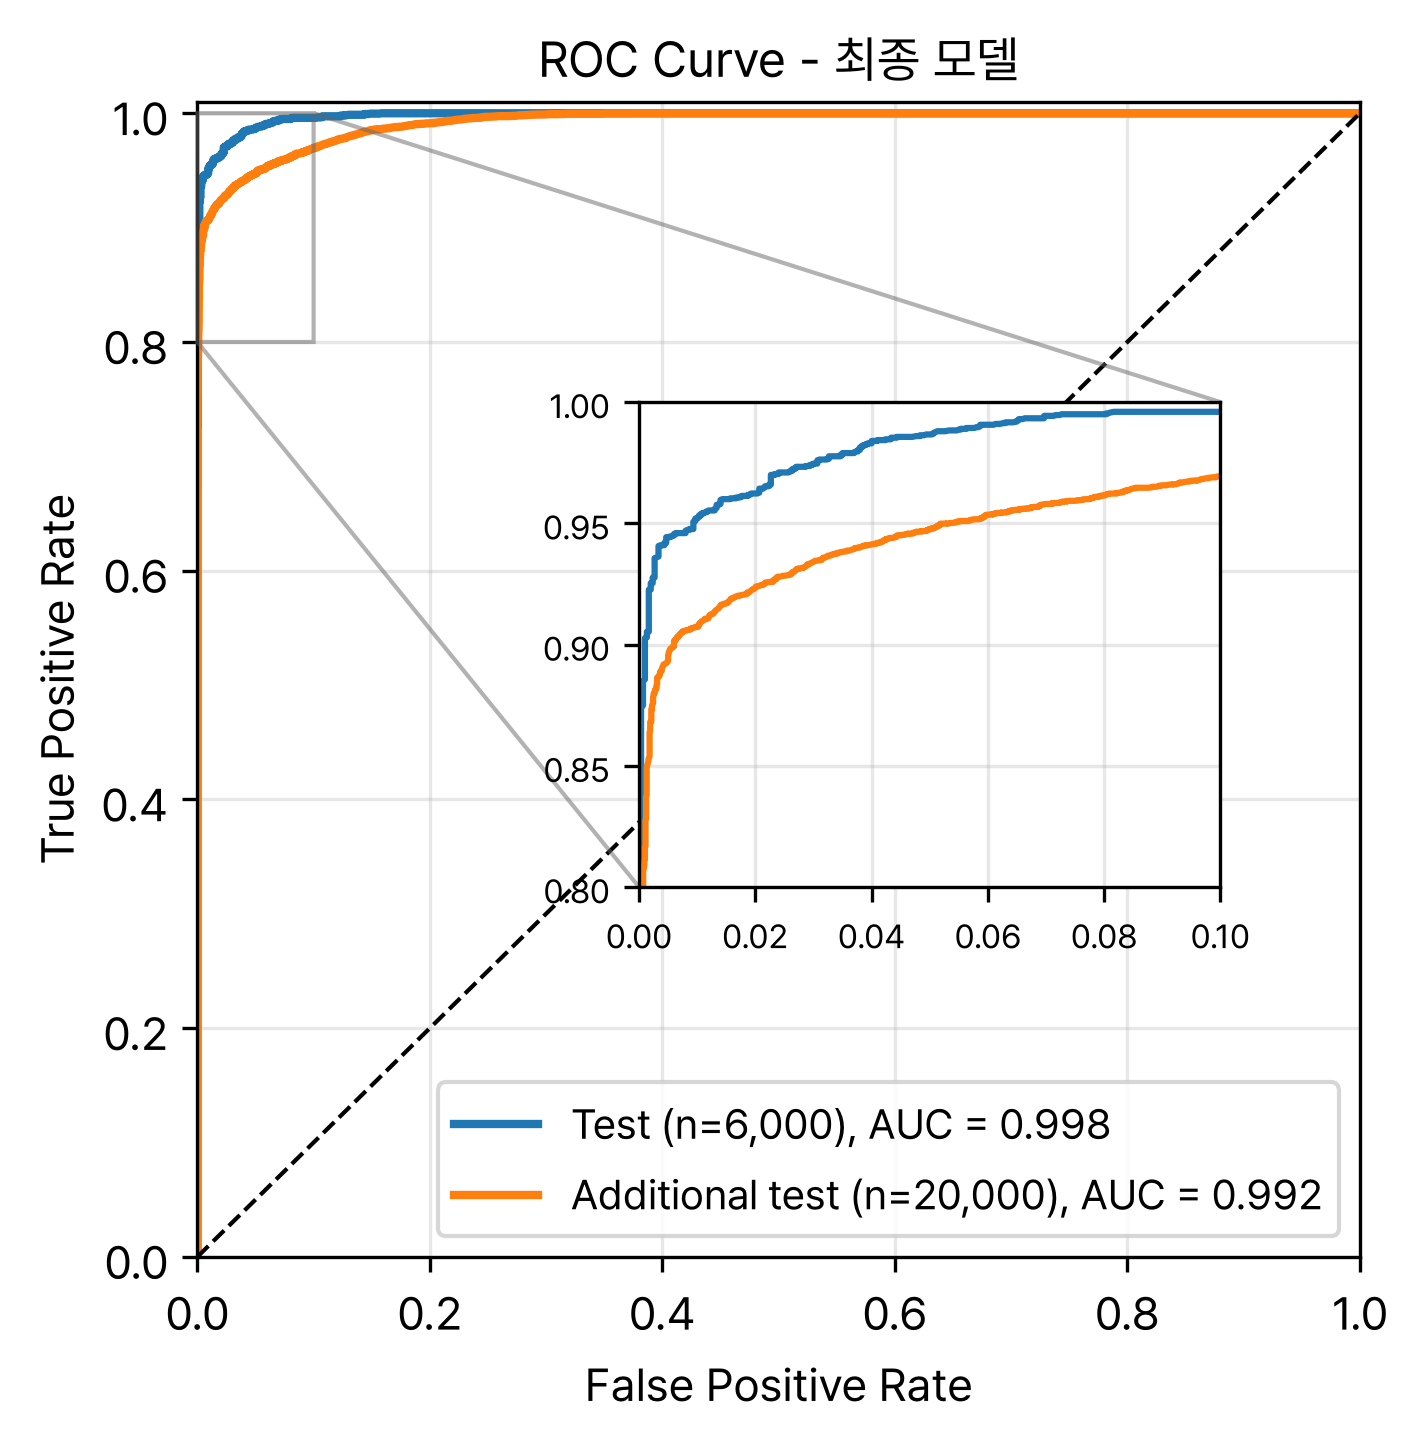 ROC Curve - 최종 모델
1.0
0.8
0.6
0.4
0.2
0.0
True Positive Rate
1.00
0.95
0.90
0.85
0.80
0.00 0.02 0.04 0.06 0.08 0.10
Test (n=6,000), AUC = 0.998
Additional test (n=20,000), AUC = 0.992
0.0 0.2 0.4 0.6 0.8 1.0
False Positive Rate